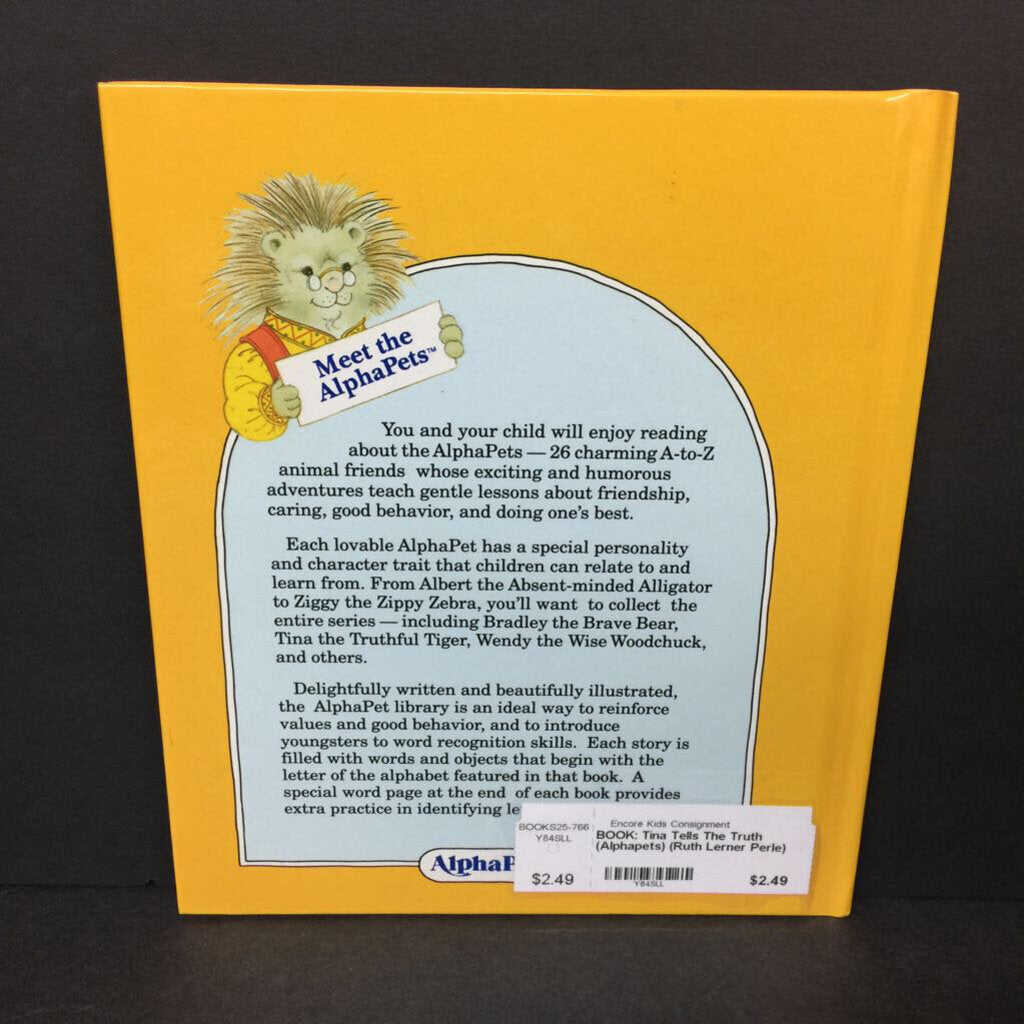 Meet the
AlphaPets™
You and your child will enjoy reading
about the AlphaPets — 26 charming A-to-Z
animal friends whose exciting and humorous
adventures teach gentle lessons about friendship,
caring, good behavior, and doing one's best.
Each lovable AlphaPet has a special personality
and character trait that children can relate to and
learn from. From Albert the Absent-minded Alligator
to Ziggy the Zippy Zebra, you'll want to collect the
entire series — including Bradley the Brave Bear,
Tina the Truthful Tiger, Wendy the Wise Woodchuck,
and others.
Delightfully written and beautifully illustrated,
the AlphaPet library is an ideal way to reinforce
values and good behavior, and to introduce
youngsters to word recognition skills. Each story is
filled with words and objects that begin with the
letter of the alphabet featured in that book. A
special word page at the end of each book provides
extra practice in identifying le
AlphaP
BOOKS25-766
Y84SLL
$2.49
Encore Kids Consignment
BOOK: Tina Tells The Truth
(Alphapets) (Ruth Lerner Perle)
Y84SLL
$2.49